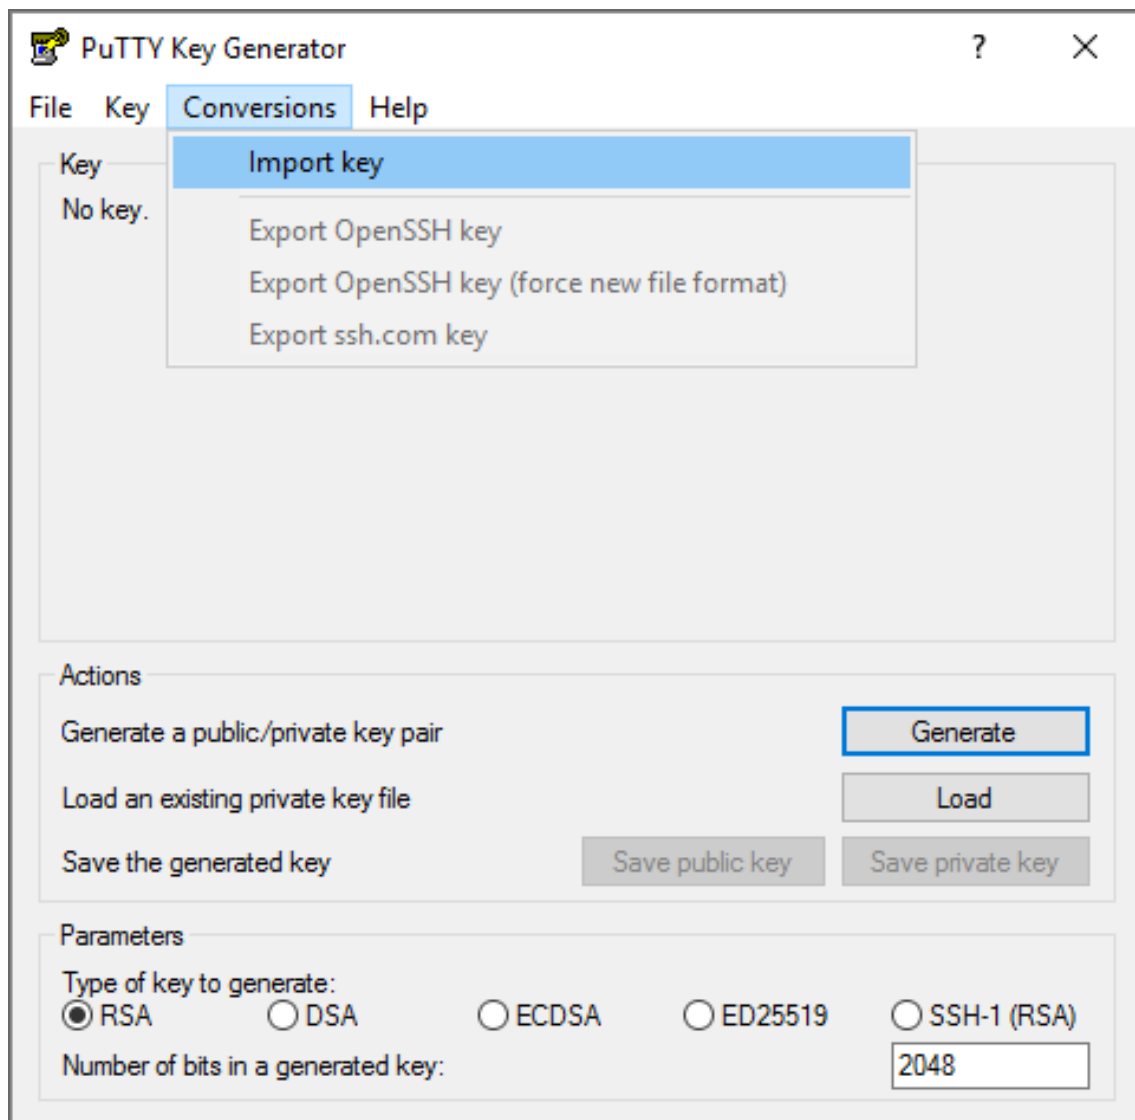 PuTTY Key Generator ?
File Key Conversions Help
Import key
Export OpenSSH key
Export OpenSSH key (force new file format)
Export ssh.com key
Key
No key.
Actions
Generate a public/private key pair Generate
Load an existing private key file Load
Save the generated key Save public key Save private key
Parameters
Type of key to generate:
RSA DSA ECDSA ED25519 SSH-1 (RSA)
Number of bits in a generated key: 2048